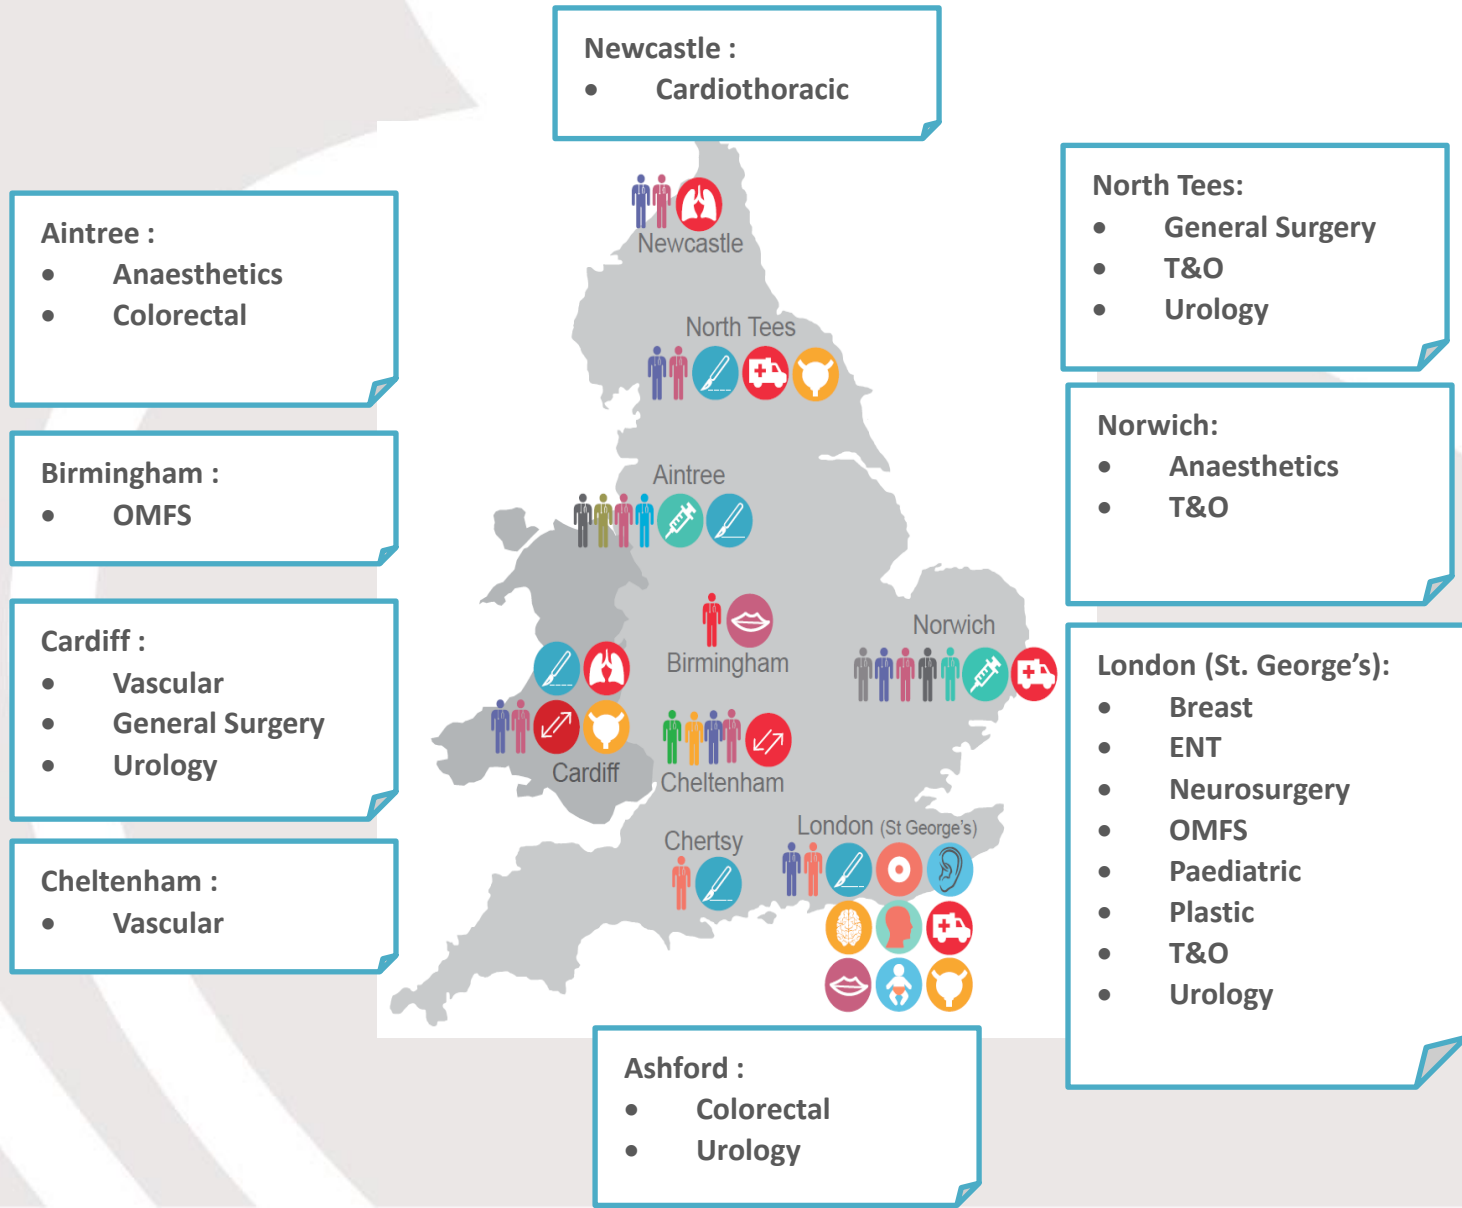 Newcastle :
• Cardiothoracic
Aintree :
• Anaesthetics
• Colorectal
Birmingham :
• OMFS
Cardiff :
• Vascular
• General Surgery
• Urology
Cheltenham :
• Vascular
Newcastle
North Tees
Aintree
Birmingham
Norwich
Cardiff
Cheltenham
Chertsy
London (St George's)
North Tees:
• General Surgery
• T&O
• Urology
Norwich:
• Anaesthetics
• T&O
London (St. George’s):
• Breast
• ENT
• Neurosurgery
• OMFS
• Paediatric
• Plastic
• T&O
• Urology
Ashford :
• Colorectal
• Urology